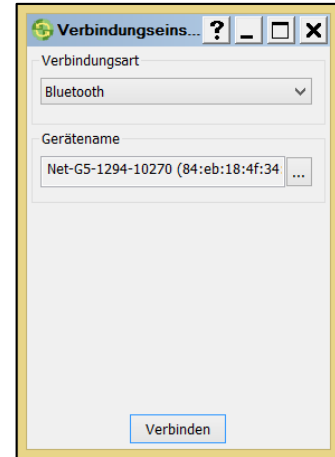 Verbindungseins...
Verbindungsart
Bluetooth
Gerätename
Net-G5-1294-10270 (84:eb:18:4f:34
...
Verbinden